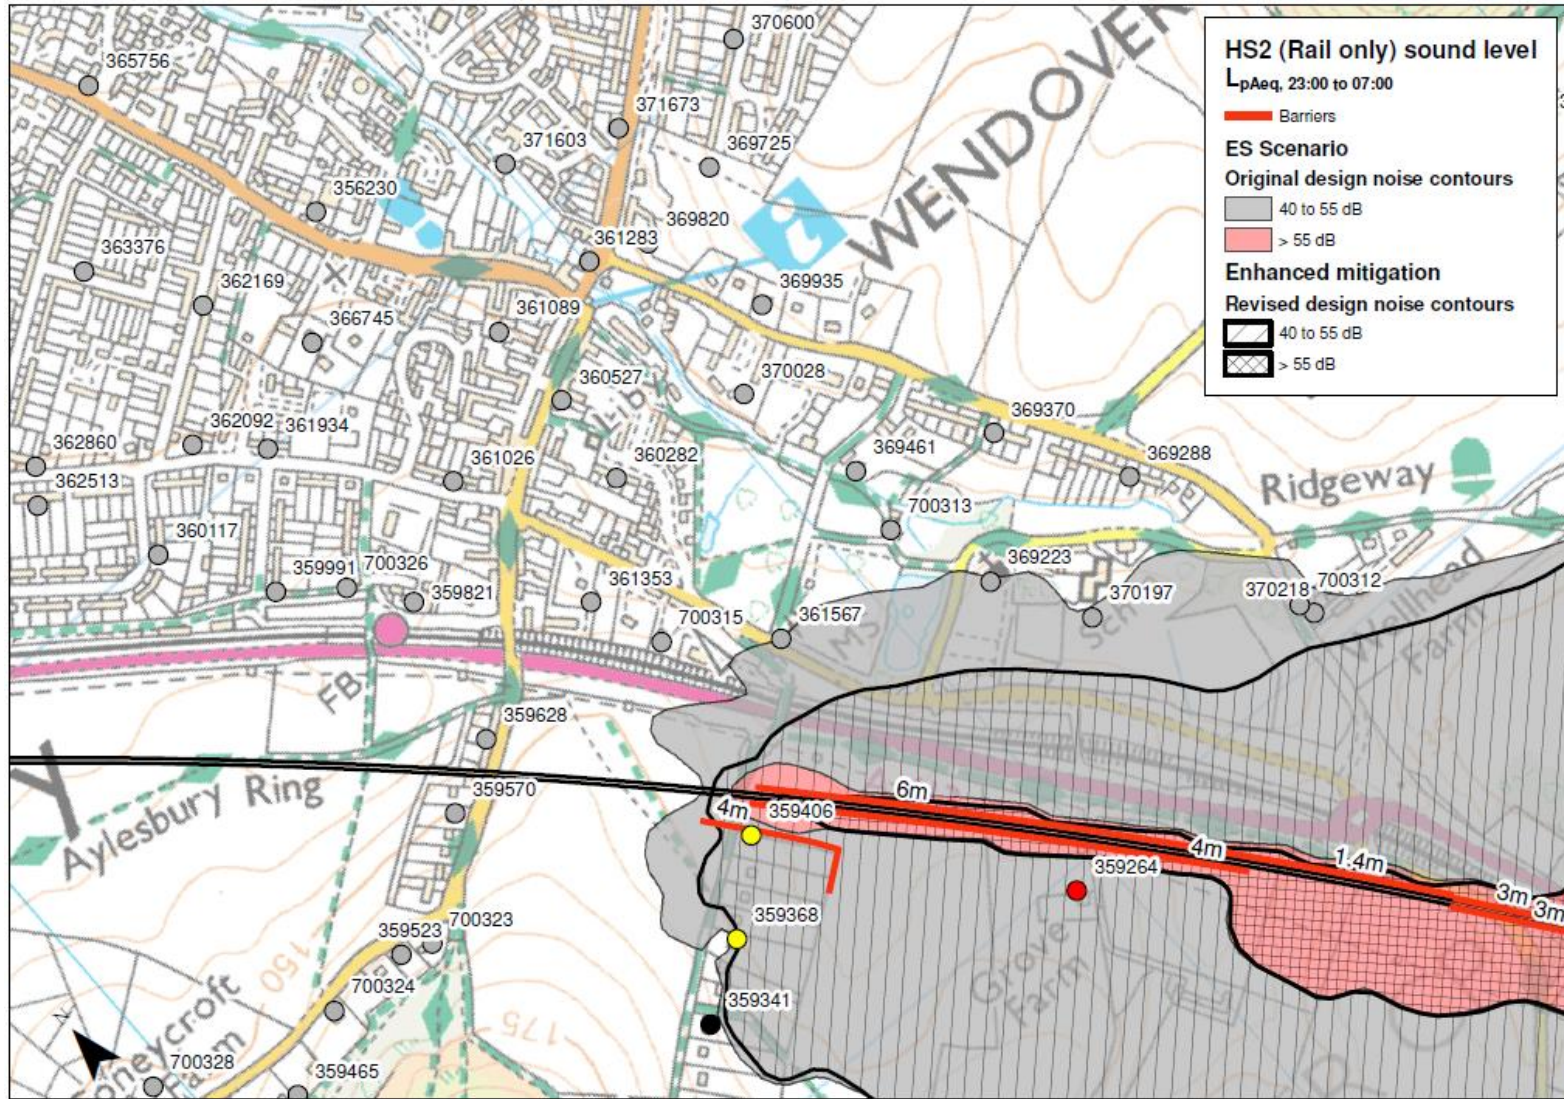 370600
365756
371673
371603
369725
WENDOVER
356230
369820
361283
363376
369935
362169
361089
366745
370028
360527
Lib
369370
362092
361934
369461
362860
361026
360282
369288
362513
Ridgeway
700313
360117
369223
359991
700326
361353
370218
700312
359821
370197
Sch
700315
361567
MS
Wellhead
Farm
FB
359628
Aylesbury Ring
359570
6m
4m
359406
4m
1.4m
359264
3m
3m
359368
700323
359523
150
Grove
Farm
700324
359341
175
N
700328
359465
HS2 (Rail only) sound level
LpAeq, 23:00 to 07:00
Barriers
ES Scenario
Original design noise contours
40 to 55 dB
> 55 dB
Enhanced mitigation
Revised design noise contours
40 to 55 dB
> 55 dB